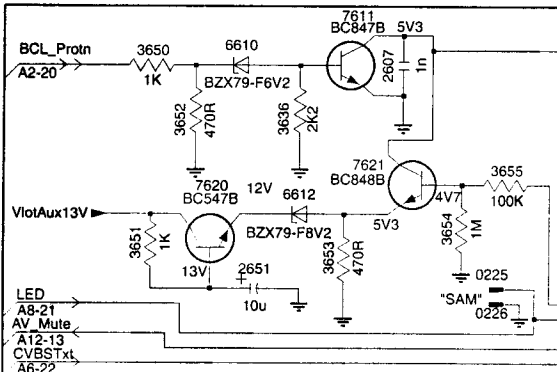 7611
BC847B
5V3
BCL_Protn
A2-20
3650
1K
6610
BZX79-F6V2
2607
1n
3652
470R
3636
2K2
7621
BC848B
3655
100K
4V7
3654
1M
7620
BC547B
12V
6612
BZX79-F8V2
5V3
VlotAux13V
3651
1K
13V
2651
+
10u
3653
470R
0225
"SAM"
0226
LED
A8-21
AV_Mute
A12-13
CVBSTxt
A6-22